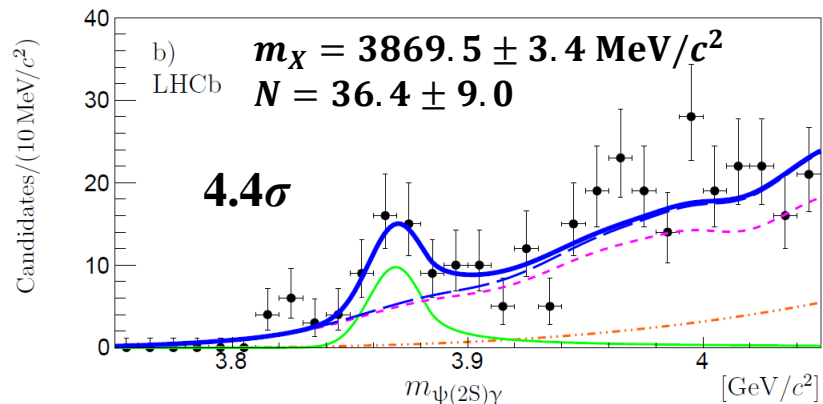 40
30
20
10
0
Candidates/(10 MeV/c²)
b)
LHCb
m_X = 3869.5 ± 3.4 MeV/c²
N = 36.4 ± 9.0
4.4σ
3.8 3.9 4
m_ψ(2S)γ [GeV/c²]